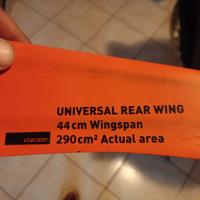 UNIVERSAL REAR WING
44cm Wingspan
290cm² Actual area